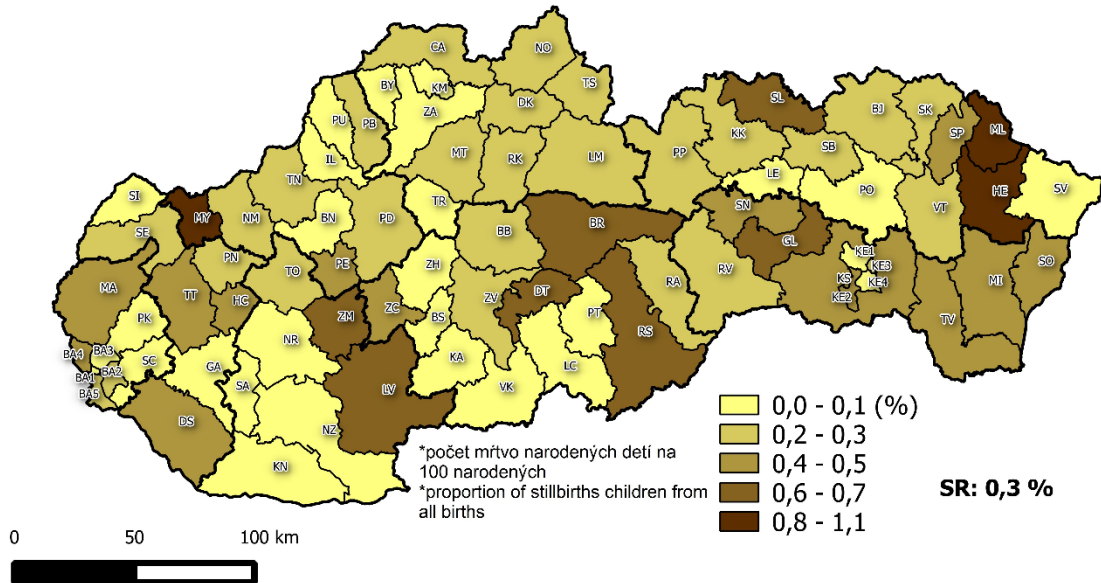 CA
NO
BY
KM
TS
ZA
DK
PU
PB
SL
BJ
SK
KK
SP
ML
MT
RK
LM
PP
SB
IL
TN
LE
PO
HE
SV
SI
MY
NM
BN
PD
TR
VT
SE
BB
BR
SN
GL
PN
TO
PE
ZH
KE1
MA
TT
HC
ZC
RA
RV
KS
KE3
KE4
KE2
MI
SO
PK
ZM
BS
ZV
DT
PT
RS
TV
BA4
BA3
SC
NR
GA
BA1
BA2
BA5
SA
LV
KA
VK
LC
DS
NZ
KN
0,0 - 0,1 (%)
0,2 - 0,3
0,4 - 0,5
0,6 - 0,7
0,8 - 1,1
*počet mŕtvo narodených detí na
100 narodených
*proportion of stillbirths children from
all births
SR: 0,3 %
0 50 100 km